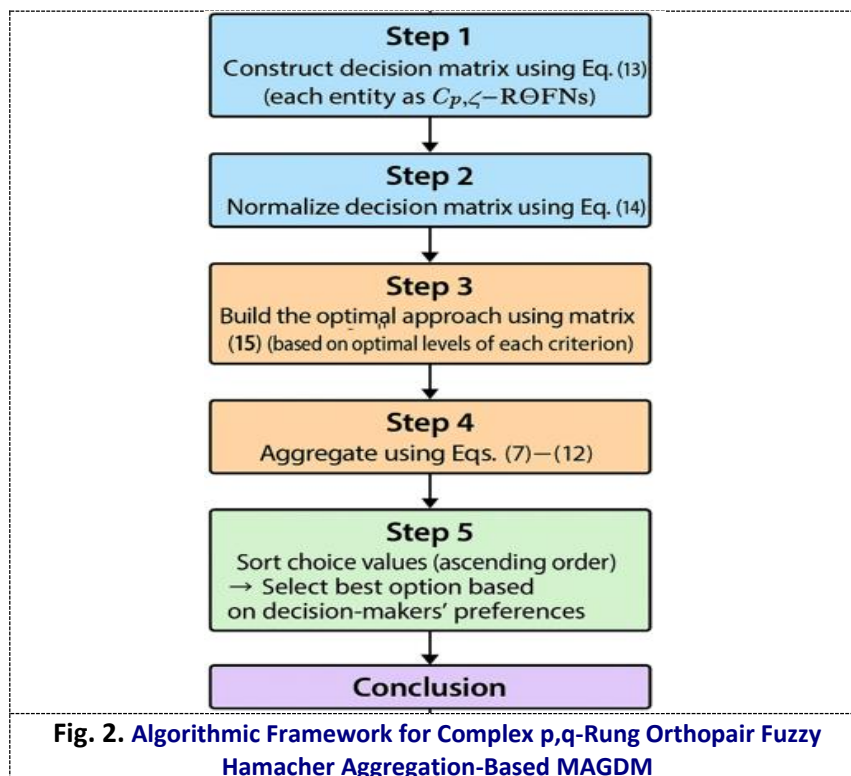 Step 1
Construct decision matrix using Eq. (13)
(each entity as Cₚ,ｚ–RΘFNs)
Step 2
Normalize decision matrix using Eq. (14)
Step 3
Build the optimal approach using matrix
(15) (based on optimal levels of each criterion)
Step 4
Aggregate using Eqs. (7)–(12)
Step 5
Sort choice values (ascending order)
→ Select best option based
on decision-makers' preferences
Conclusion
Fig. 2. Algorithmic Framework for Complex p,q-Rung Orthopair Fuzzy
Hamacher Aggregation-Based MAGDM